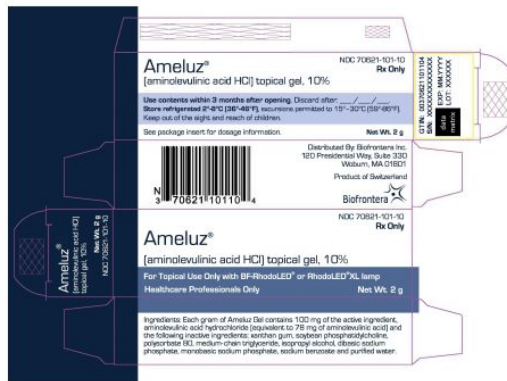 Ameluz®
NDC 70621-101-10
Rx Only
[aminolevulinic acid HCl] topical gel, 10%
Use contents within 3 months after opening. Discard after: ___/___/___.
Store refrigerated 2°-8°C [36°-46°F], excursions permitted to 15°-30°C [59°-86°F].
Keep out of the sight and reach of children.
See package insert for dosage information.
Net Wt. 2 g
GTIN: 00370621101104
S/N: XXXXXXXXXXXXXX
EXP: MM.YYYY
LOT: XXXXXX
data
matrix
N
3 70621 10110 4
Distributed By: Biofrontera Inc.
120 Presidential Way, Suite 330
Woburn, MA 01801
Product of Switzerland
Biofrontera
Ameluz®
[aminolevulinic acid HCl]
topical gel, 10%
Net Wt. 2 g
NDC 70621-101-10
NDC 70621-101-10
Rx Only
Ameluz®
[aminolevulinic acid HCl] topical gel, 10%
For Topical Use Only with BF-RhodoLED® or RhodoLED®XL lamp
Healthcare Professionals Only
Net Wt. 2 g
Ingredients: Each gram of Ameluz Gel contains 100 mg of the active ingredient,
aminolevulinic acid hydrochloride [equivalent to 78 mg of aminolevulinic acid] and
the following inactive ingredients: xanthan gum, soybean phosphatidylcholine,
polysorbate 80, medium-chain triglyceride, isopropyl alcohol, dibasic sodium
phosphate, monobasic sodium phosphate, sodium benzoate and purified water.